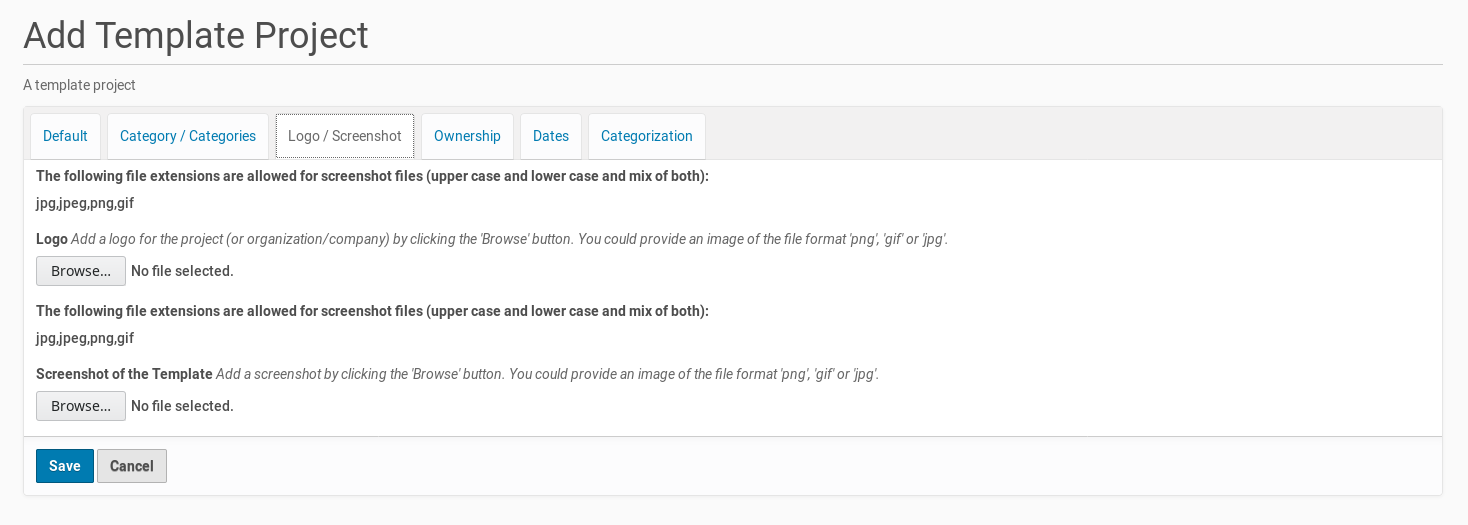 Add Template Project
A template project
Default Category / Categories Logo / Screenshot Ownership Dates Categorization
The following file extensions are allowed for screenshot files (upper case and lower case and mix of both):
jpg,jpeg,png,gif
Logo Add a logo for the project (or organization/company) by clicking the 'Browse' button. You could provide an image of the file format 'png', 'gif' or 'jpg'.
Browse... No file selected.
The following file extensions are allowed for screenshot files (upper case and lower case and mix of both):
jpg,jpeg,png,gif
Screenshot of the Template Add a screenshot by clicking the 'Browse' button. You could provide an image of the file format 'png', 'gif' or 'jpg'.
Browse... No file selected.
Save Cancel